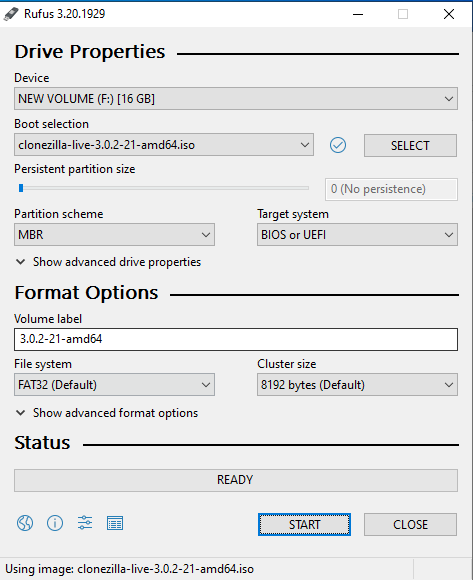 Rufus 3.20.1929
Drive Properties
Device
NEW VOLUME (F:) [16 GB]
Boot selection
clonezilla-live-3.0.2-21-amd64.iso
SELECT
Persistent partition size
0 (No persistence)
Partition scheme Target system
MBR BIOS or UEFI
Show advanced drive properties
Format Options
Volume label
3.0.2-21-amd64
File system Cluster size
FAT32 (Default) 8192 bytes (Default)
Show advanced format options
Status
READY
START CLOSE
Using image: clonezilla-live-3.0.2-21-amd64.iso